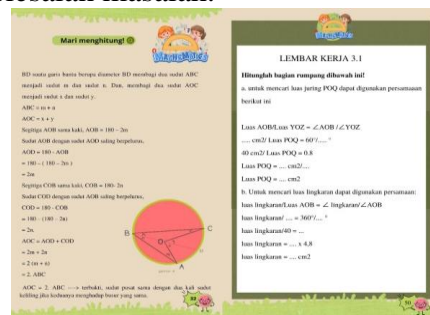 Mari menghitung!
MATHEMATICS
BD suatu garis bantu berupa diameter BD membagi dua sudut ABC
menjadi sudut m dan sudut n. Dan, membagi dua sudut AOC
menjadi sudut x dan sudut y.
ABC = m + n
AOC = x + y
Segitiga AOB sama kaki, AOB = 180 – 2m
Sudut AOB dengan sudut AOD saling berpelurus,
AOD = 180 - AOB
= 180 – ( 180 – 2m )
= 2m
Segitiga COB sama kaki, COB = 180- 2n
Sudut COD dengan sudut AOB saling berpelurus,
COD = 180 - COB
= 180 - (180 - 2n)
= 2n.
AOC = AOD + COD
= 2m + 2n
= 2 (m + n)
= 2. ABC
AOC = 2. ABC ----> terbukti, sudut pusat sama dengan dua kali sudut
keliling jika keduanya menghadap busur yang sama.
B
C
A
O
LEMBAR KERJA 3.1
Hitunglah bagian rumpang dibawah ini!
a. untuk mencari luas juring POQ dapat digunakan persamaaan
berikut ini
Luas AOB/Luas YOZ = ∠AOB /∠YOZ
..... cm2/ Luas POQ = 60°/..... °
40 cm2/ Luas POQ = 0.8
Luas POQ = .... cm2/....
Luas POQ = .... cm2
b. Untuk mencari luas lingkaran dapat digunakan persamaan:
luas lingkaran/Luas AOB = ∠ lingkaran/∠AOB
luas lingkaran/ .... = 360°/.... °
luas lingkaran/40 = ...
luas lingkaran = .... x 4,8
luas lingkaran = .... cm2